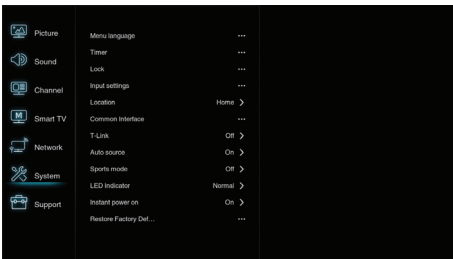 Picture
Sound
Channel
Smart TV
Network
System
Support
Menu language ...
Timer ...
Lock ...
Input settings ...
Location Home >
Common Interface ...
T-Link Off >
Auto source On >
Sports mode Off >
LED Indicator Normal >
Instant power on On >
Restore Factory Def... ...